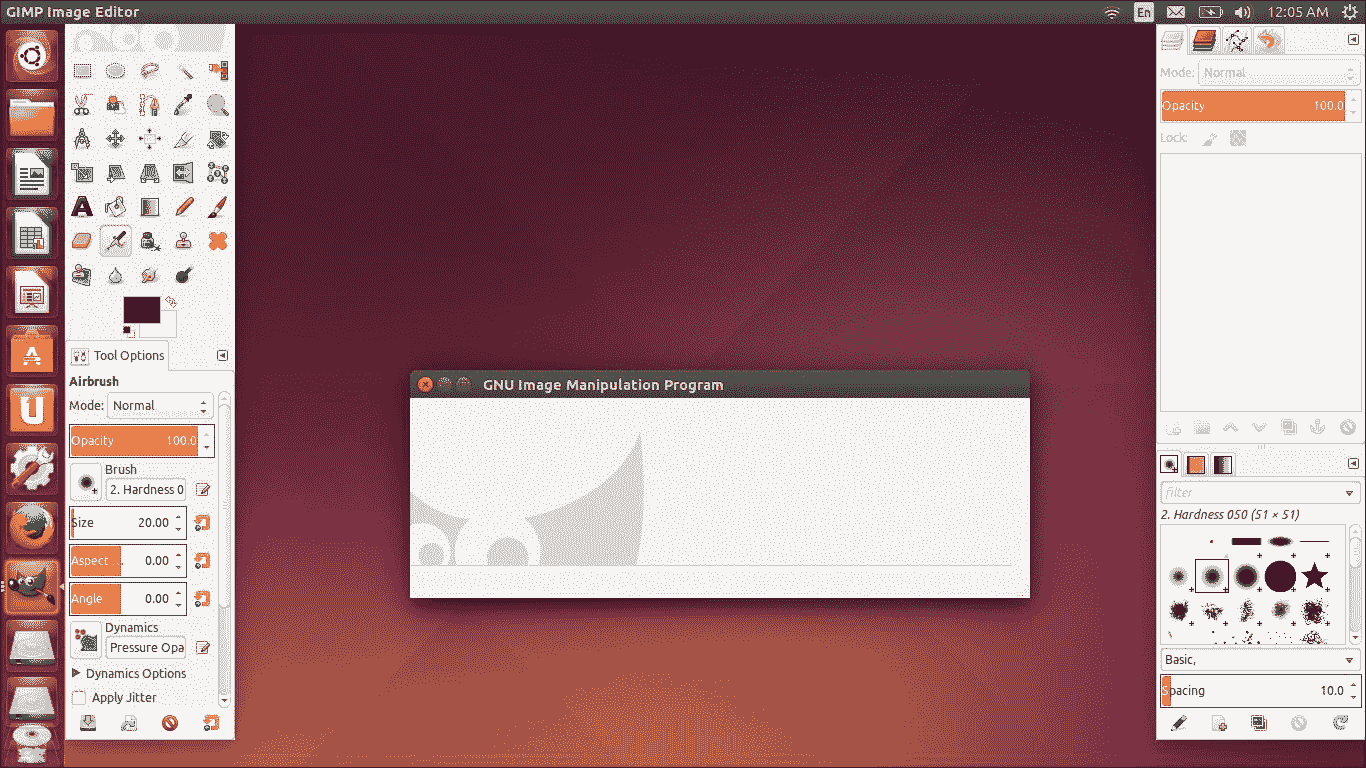 GIMP Image Editor
En
12:05 AM
Tool Options
Airbrush
Mode: Normal
Opacity 100.0
Brush
2. Hardness 0
Size 20.00
Aspect 0.00
Angle 0.00
Dynamics
Pressure Opa
Dynamics Options
Apply Jitter
GNU Image Manipulation Program
Mode: Normal
Opacity 100.0
Lock:
filter
2. Hardness 050 (51 × 51)
Basic,
Spacing 10.0